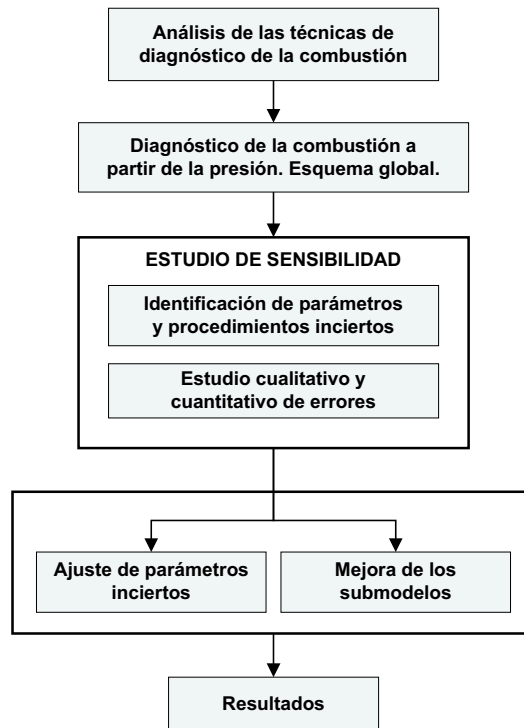 Análisis de las técnicas de
diagnóstico de la combustión
Diagnóstico de la combustión a
partir de la presión. Esquema global.
ESTUDIO DE SENSIBILIDAD
Identificación de parámetros
y procedimientos inciertos
Estudio cualitativo y
cuantitativo de errores
Ajuste de parámetros
inciertos
Mejora de los
submodelos
Resultados